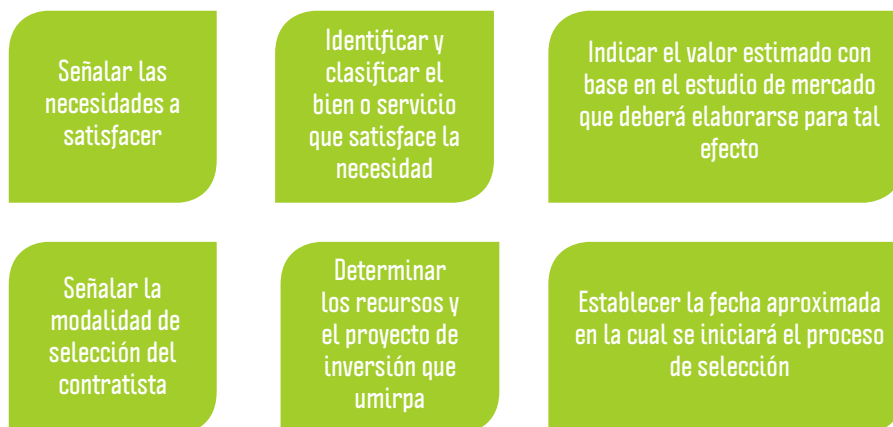 Señalar las
necesidades a
satisfacer
Identificar y
clasificar el
bien o servicio
que satisface la
necesidad
Indicar el valor estimado con
base en el estudio de mercado
que deberá elaborarse para tal
efecto
Señalar la
modalidad de
selección del
contratista
Determinar
los recursos y
el proyecto de
inversión que
umirpa
Establecer la fecha aproximada
en la cual se iniciará el proceso
de selección